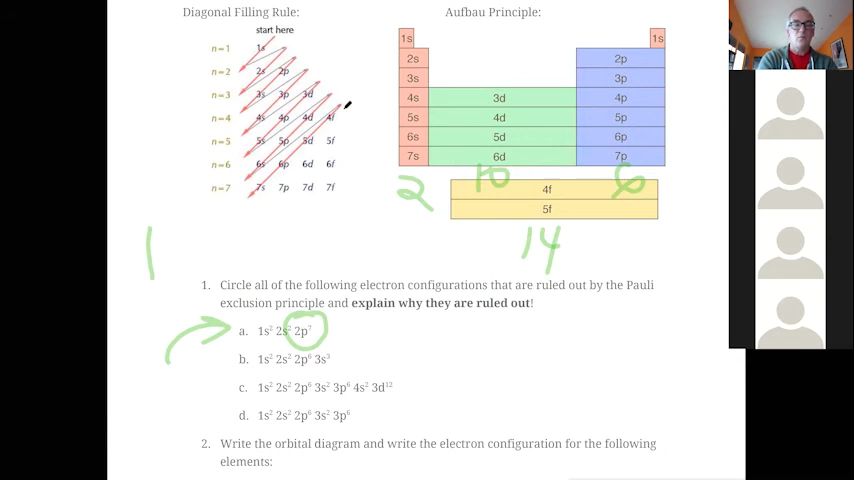 Diagonal Filling Rule:
start here
n=1 1s
n=2 2s 2p
n=3 3s 3p 3d
n=4 4s 4p 4d 4f
n=5 5s 5p 5d 5f
n=6 6s 6p 6d 6f
n=7 7s 7p 7d 7f
Aufbau Principle:
1s 1s
2s 2p
3s 3p
4s 3d 4p
5s 4d 5p
6s 5d 6p
7s 6d 7p
2 10 6
4f
5f
14
1
1. Circle all of the following electron configurations that are ruled out by the Pauli
exclusion principle and explain why they are ruled out!
a. 1s² 2s² 2p⁷
b. 1s² 2s² 2p⁶ 3s³
c. 1s² 2s² 2p⁶ 3s² 3p⁶ 4s² 3d¹²
d. 1s² 2s² 2p⁶ 3s² 3p⁶
2. Write the orbital diagram and write the electron configuration for the following
elements: